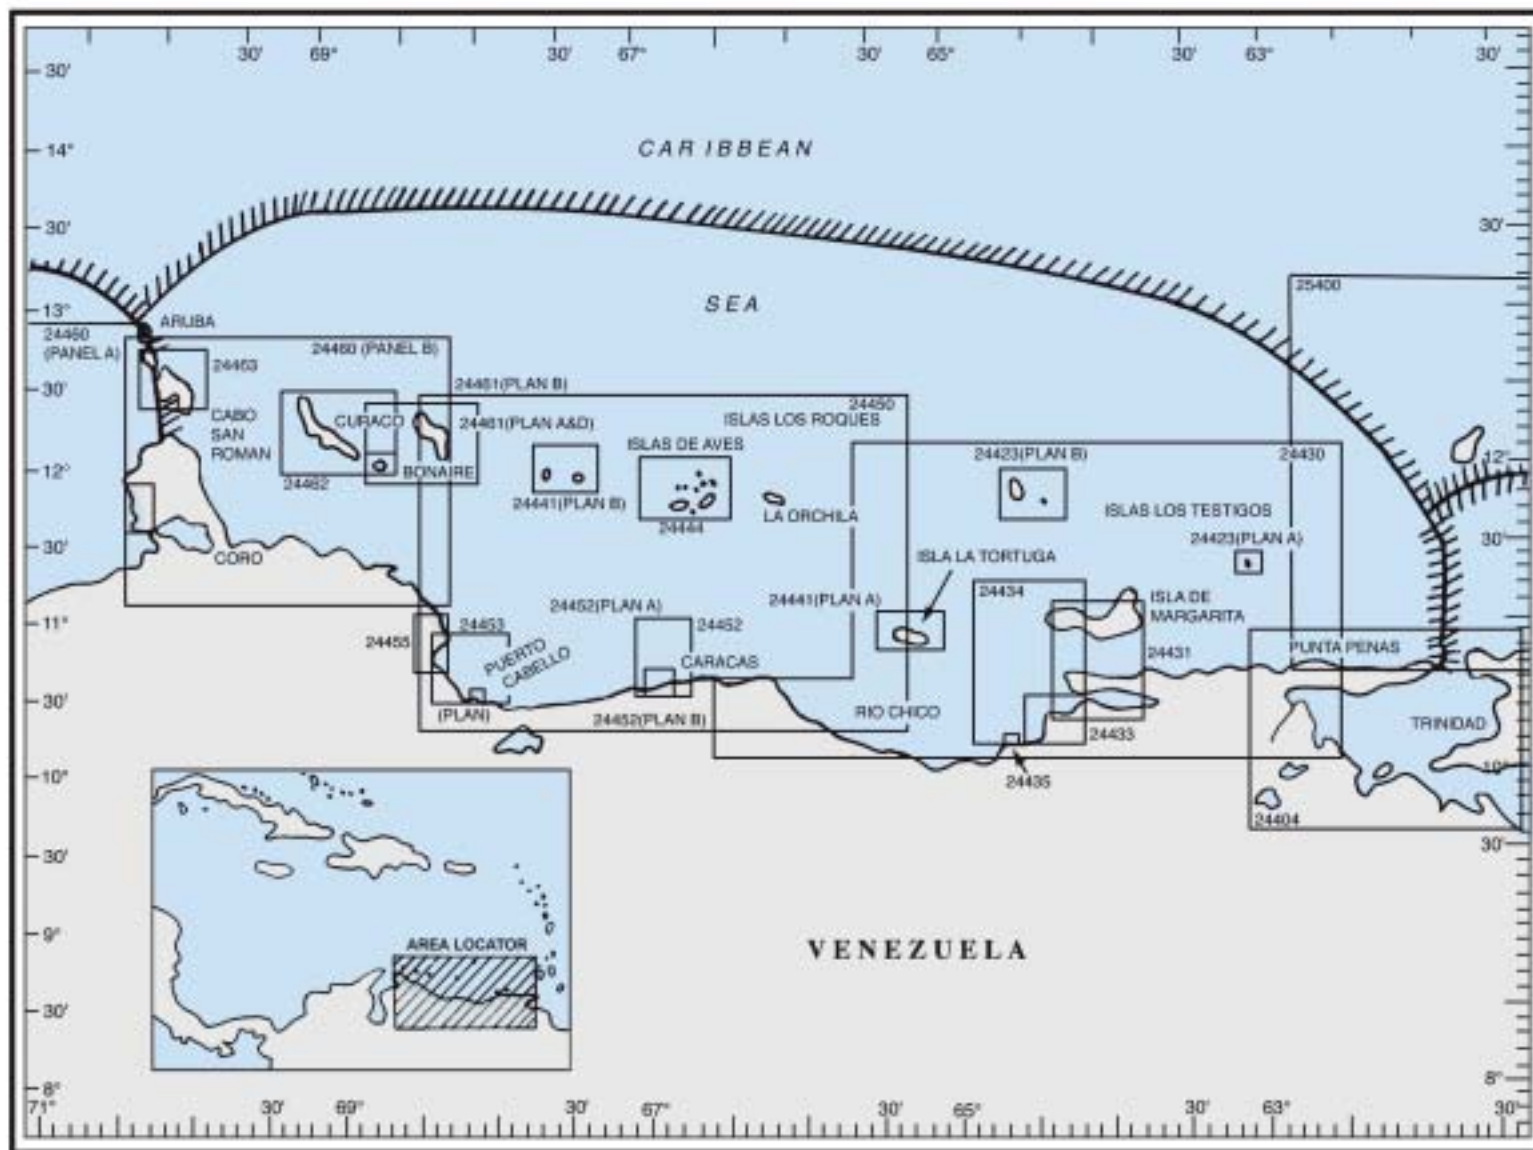 30' 69° 30' 67° 30' 65° 30' 63° 30'
30'
14°
CARIBBEAN
30'
30'
SEA
25400
13°
ARUBA
24460
(PANEL A)
24460 (PANEL B)
24463
30'
24461(PLAN B)
24450
CABO
SAN
ROMAN
CURACO
24461(PLAN A&D)
ISLAS LOS ROQUES
ISLAS DE AVES
24423(PLAN B)
24430
12°
12°
BONAIRE
24462
24441(PLAN B)
24444
LA ORCHILA
ISLAS LOS TESTIGOS
24423(PLAN A)
30'
30'
CORO
ISLA LA TORTUGA
24434
24452(PLAN A)
24441(PLAN A)
ISLA DE
MARGARITA
11°
24453
24452
24455
PUERTO
CABELLO
CARACAS
24431
PUNTA PENAS
30'
(PLAN)
24452(PLAN B)
RIO CHICO
24433
TRINIDAD
10°
10°
24435
24404
30'
30'
9°
AREA LOCATOR
VENEZUELA
30'
8°
8°
71° 30' 69° 30' 67° 30' 65° 30' 63° 30'